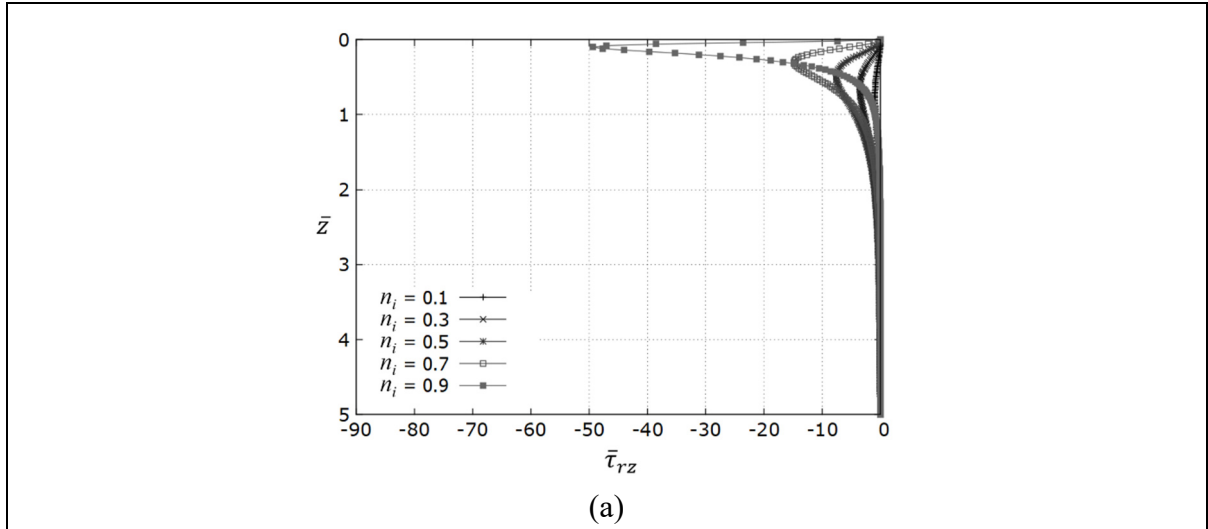 0
1
2
z̄
3
n_i = 0.1
n_i = 0.3
n_i = 0.5
4
n_i = 0.7
n_i = 0.9
5
-90 -80 -70 -60 -50 -40 -30 -20 -10 0
τ̄_rz
(a)